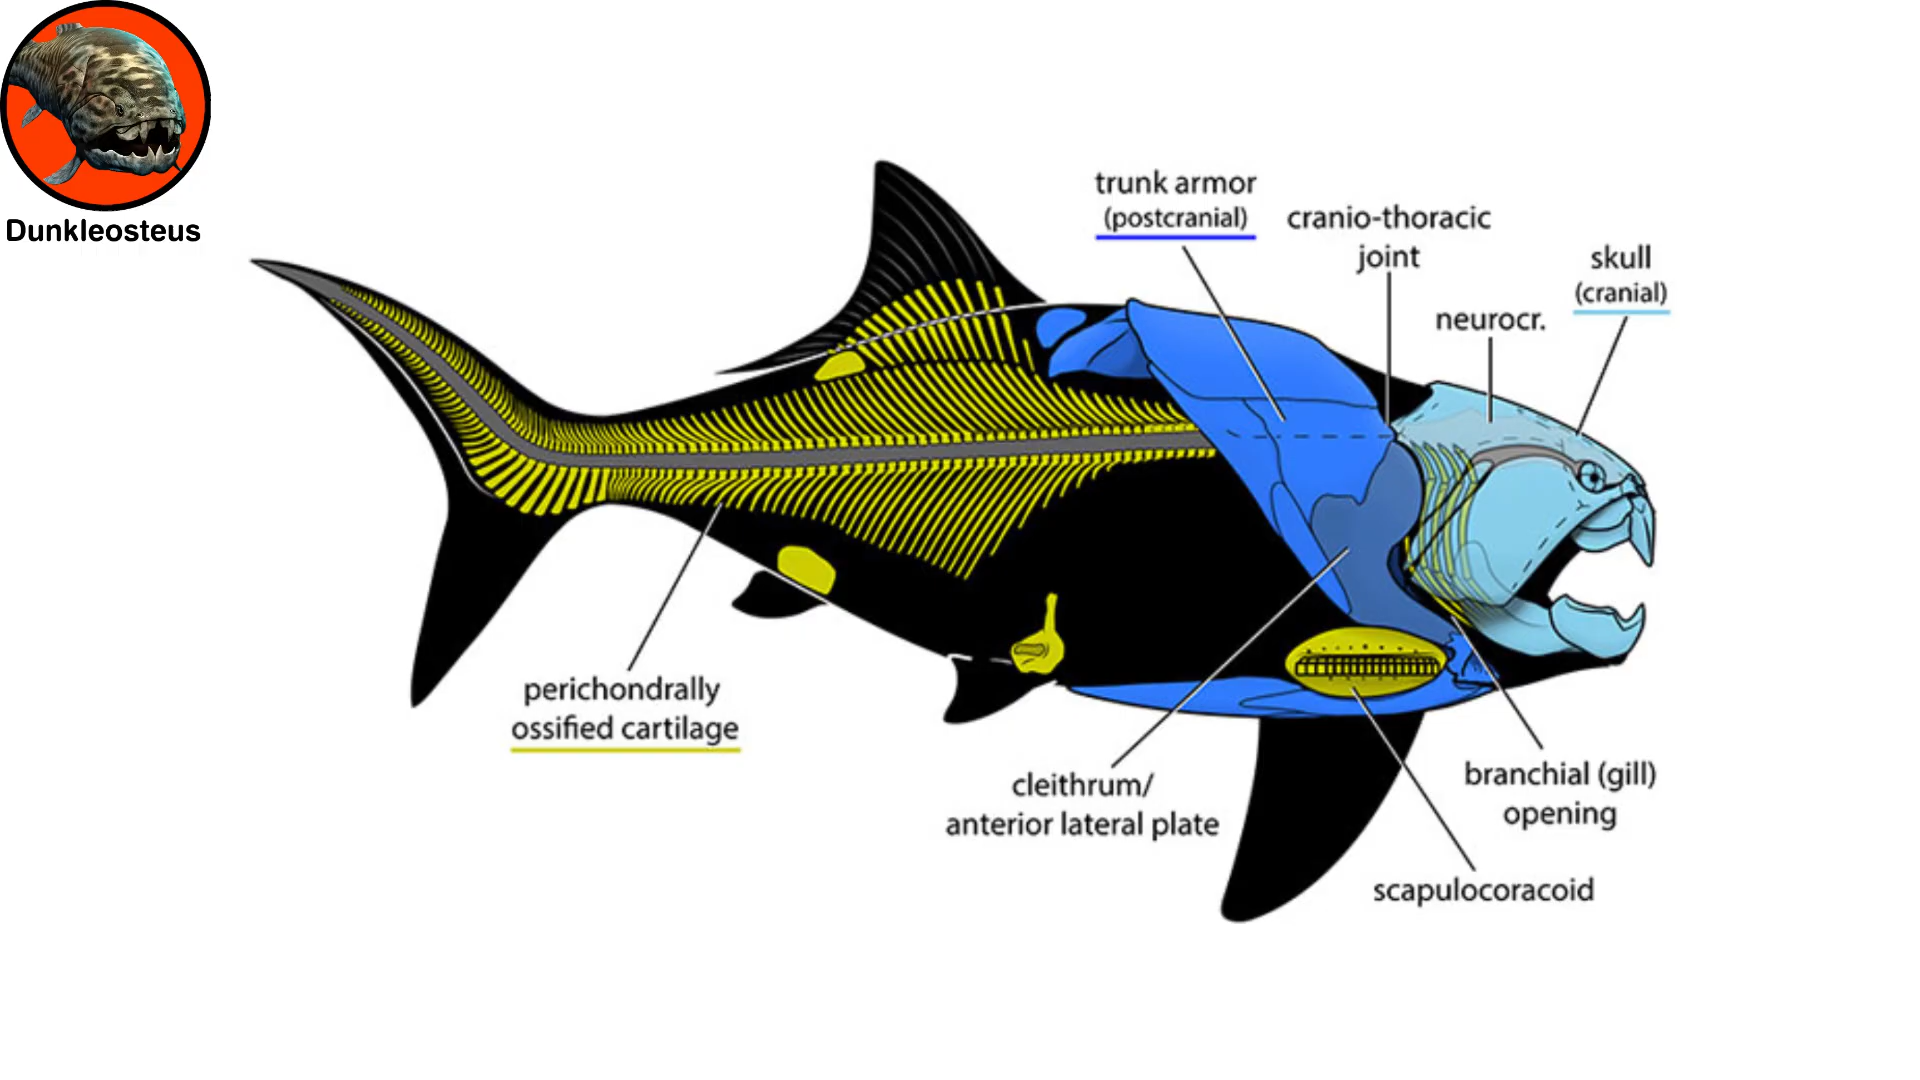 Dunkleosteus
trunk armor
(postcranial)
cranio-thoracic
joint
skull
(cranial)
neurocr.
perichondrally
ossified cartilage
cleithrum/
anterior lateral plate
branchial (gill)
opening
scapulocoracoid